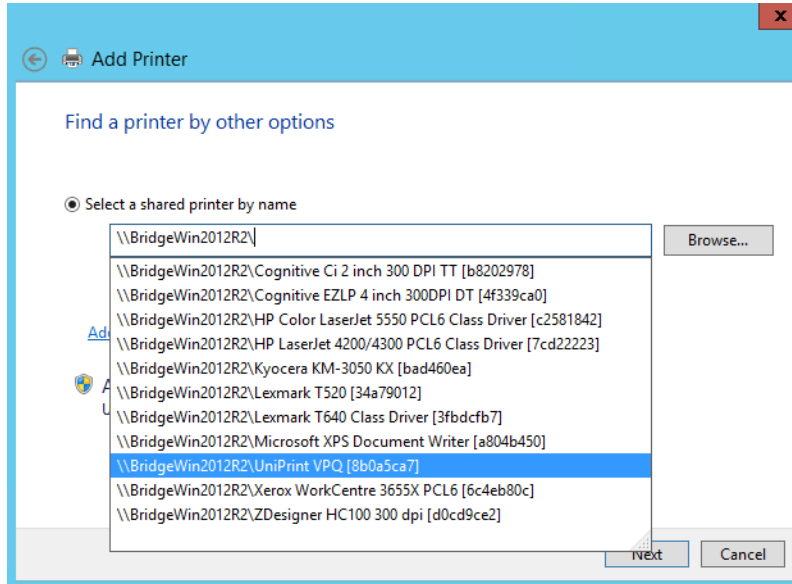 x
Add Printer
Find a printer by other options
Select a shared printer by name
\\BridgeWin2012R2\
Browse...
\\BridgeWin2012R2\Cognitive Ci 2 inch 300 DPI TT [b8202978]
\\BridgeWin2012R2\Cognitive EZLP 4 inch 300DPI DT [4f339ca0]
\\BridgeWin2012R2\HP Color LaserJet 5550 PCL6 Class Driver [c2581842]
\\BridgeWin2012R2\HP LaserJet 4200/4300 PCL6 Class Driver [7cd22223]
\\BridgeWin2012R2\Kyocera KM-3050 KX [bad460ea]
\\BridgeWin2012R2\Lexmark T520 [34a79012]
\\BridgeWin2012R2\Lexmark T640 Class Driver [3fbdcfb7]
\\BridgeWin2012R2\Microsoft XPS Document Writer [a804b450]
\\BridgeWin2012R2\UniPrint VPQ [8b0a5ca7]
\\BridgeWin2012R2\Xerox WorkCentre 3655X PCL6 [6c4eb80c]
\\BridgeWin2012R2\ZDesigner HC100 300 dpi [d0cd9ce2]
Next
Cancel